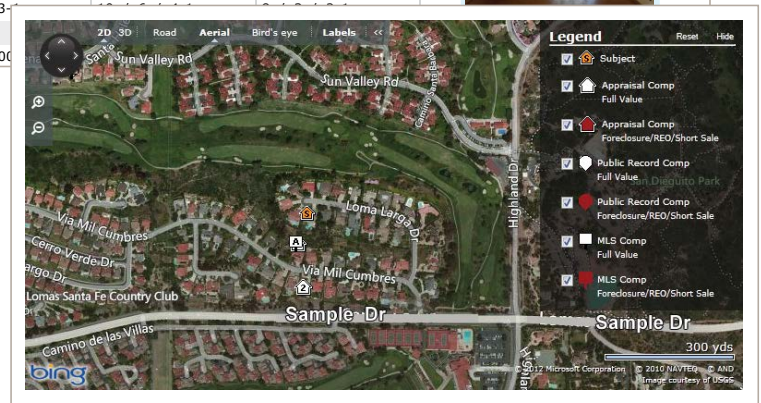 2D 3D Road Aerial Bird's eye Labels <<
Legend Reset Hide
Subject
Appraisal Comp
Full Value
Appraisal Comp
Foreclosure/REO/Short Sale
Public Record Comp
Full Value
Public Record Comp
Foreclosure/REO/Short Sale
MLS Comp
Full Value
MLS Comp
Foreclosure/REO/Short Sale
Sun Valley Rd
Sun Valley Rd
Highland Dr
San Dieguito Park
S
Loma Larga Dr
A
Via Mil Cumbres
Cerro Verde Dr
argo Dr
Via Mil Cumbres
2
Lomas Santa Fe Country Club
Sample Dr
Sample Dr
Camino de las Villas
300 yds
bing
© 2012 Microsoft Corporation © 2010 NAVTEQ © AND
Image courtesy of USGS